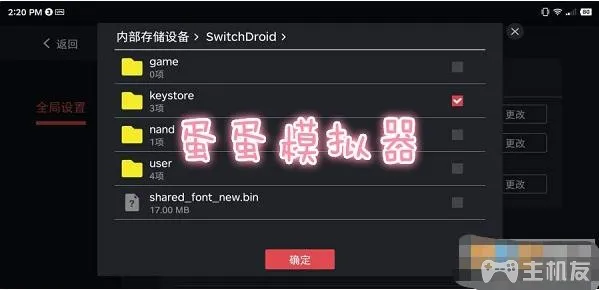 2:20 PM
80
返回
内部存储设备 > SwitchDroid >
game
0项
全局设置
keystore
3项
更改
nand
1项
更改
蛋蛋模拟器
user
4项
更改
shared_font_new.bin
17.00 MB
确定
主机友